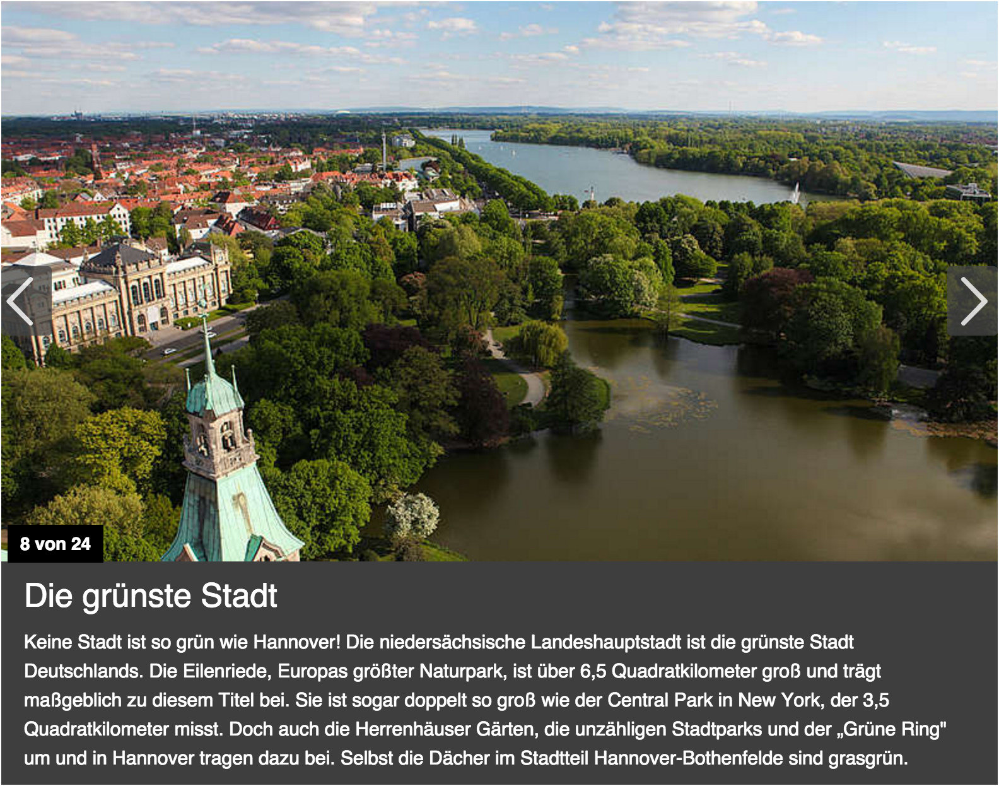 8 von 24
Die grünste Stadt
Keine Stadt ist so grün wie Hannover! Die niedersächsische Landeshauptstadt ist die grünste Stadt
Deutschlands. Die Eilenriede, Europas größter Naturpark, ist über 6,5 Quadratkilometer groß und trägt
maßgeblich zu diesem Titel bei. Sie ist sogar doppelt so groß wie der Central Park in New York, der 3,5
Quadratkilometer misst. Doch auch die Herrenhäuser Gärten, die unzähligen Stadtparks und der „Grüne Ring"
um und in Hannover tragen dazu bei. Selbst die Dächer im Stadtteil Hannover-Bothenfelde sind grasgrün.